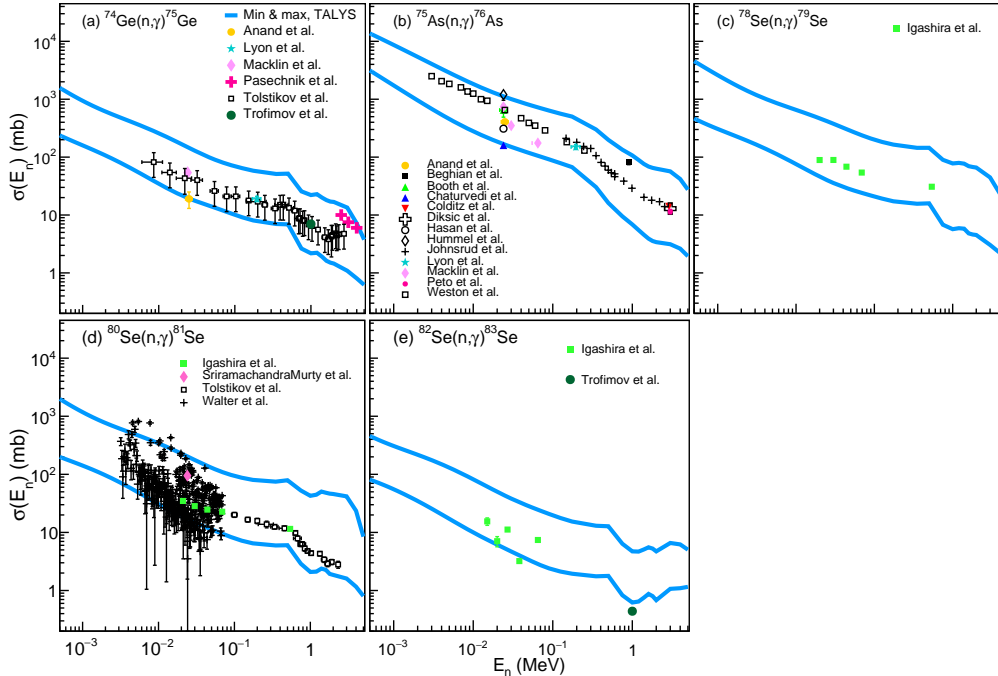 (a) ⁷⁴Ge(n,γ)⁷⁵Ge
Min & max, TALYS
Anand et al.
Lyon et al.
Macklin et al.
Pasechnik et al.
Tolstikov et al.
Trofimov et al.
(b) ⁷⁵As(n,γ)⁷⁶As
Anand et al.
Beghian et al.
Booth et al.
Chaturvedi et al.
Colditz et al.
Diksic et al.
Hasan et al.
Hummel et al.
Johnsrud et al.
Lyon et al.
Macklin et al.
Peto et al.
Weston et al.
(c) ⁷⁸Se(n,γ)⁷⁹Se
Igashira et al.
σ(Eₙ) (mb)
10⁴
10³
10²
10
1
(d) ⁸⁰Se(n,γ)⁸¹Se
Igashira et al.
SriramachandraMurty et al.
Tolstikov et al.
Walter et al.
(e) ⁸²Se(n,γ)⁸³Se
Igashira et al.
Trofimov et al.
σ(Eₙ) (mb)
10⁴
10³
10²
10
1
10⁻³ 10⁻² 10⁻¹ 1
10⁻³ 10⁻² 10⁻¹ 1
Eₙ (MeV)